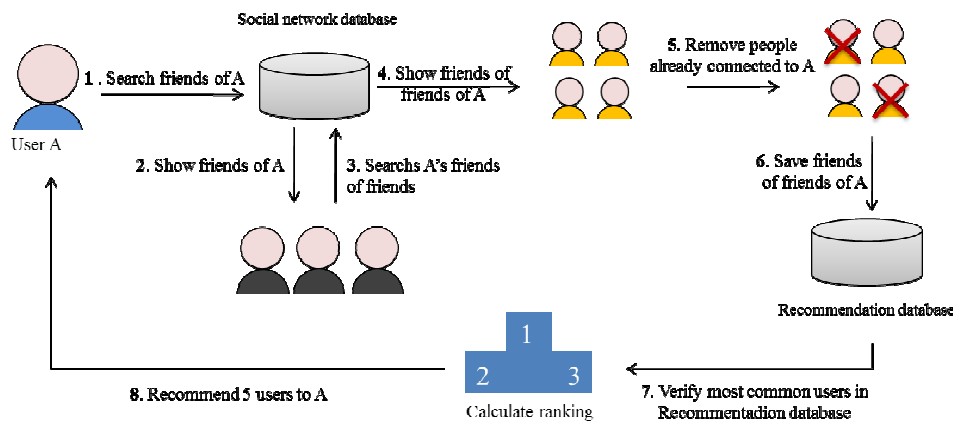 Social network database
1 . Search friends of A
User A
4. Show friends of
friends of A
5. Remove people
already connected to A
2. Show friends of A
3. Searchs A's friends
of friends
6. Save friends
of friends of A
Recommendation database
1
2
3
Calculate ranking
7. Verify most common users in
Recommentadion database
8. Recommend 5 users to A